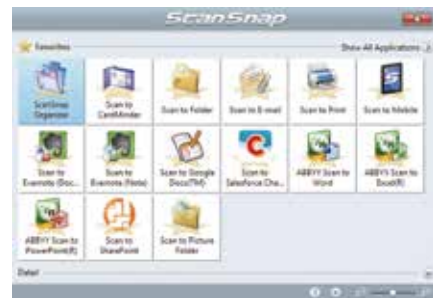 ScanSnap
Favorites
Show All Applications
ScanSnap Organizer
Scan to CardMinder
Scan to Folder
Scan to E-mail
Scan to Print
Scan to Mobile
Scan to Evernote (Doc...
Scan to Evernote (Note)
Scan to Google Docs(TM)
Scan to Salesforce Cha...
ABBYY Scan to Word
ABBYY Scan to Excel(R)
ABBYY Scan to PowerPoint(R)
Scan to SharePoint
Scan to Picture Folder
Detail